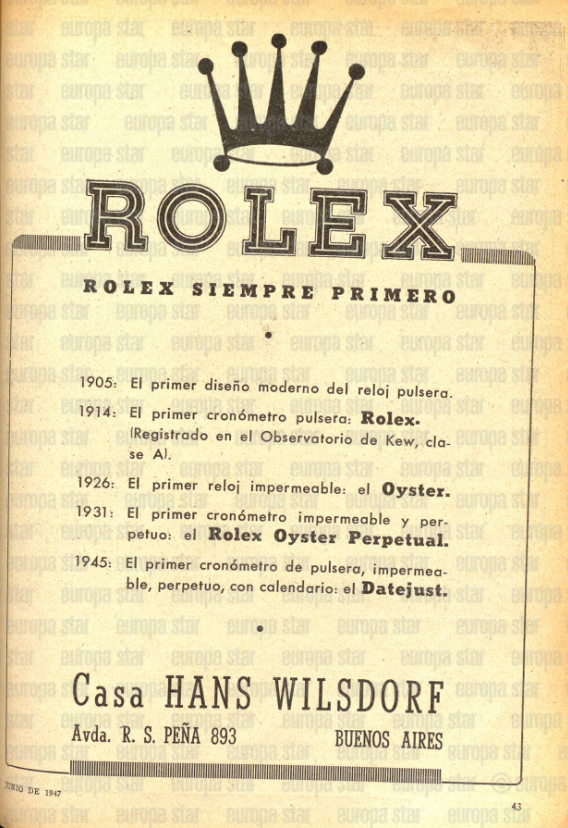 ROLEX
ROLEX SIEMPRE PRIMERO
1905: El primer diseño moderno del reloj pulsera.
1914: El primer cronómetro pulsera: Rolex.
(Registrado en el Observatorio de Kew, cla-
se A).
1926: El primer reloj impermeable: el Oyster.
1931: El primer cronómetro impermeable y per-
petuo: el Rolex Oyster Perpetual.
1945: El primer cronómetro de pulsera, impermea-
ble, perpetuo, con calendario: el Datejust.
Casa HANS WILSDORF
Avda. R. S. PEÑA 893 BUENOS AIRES
JUNIO DE 1947
43
© europa star